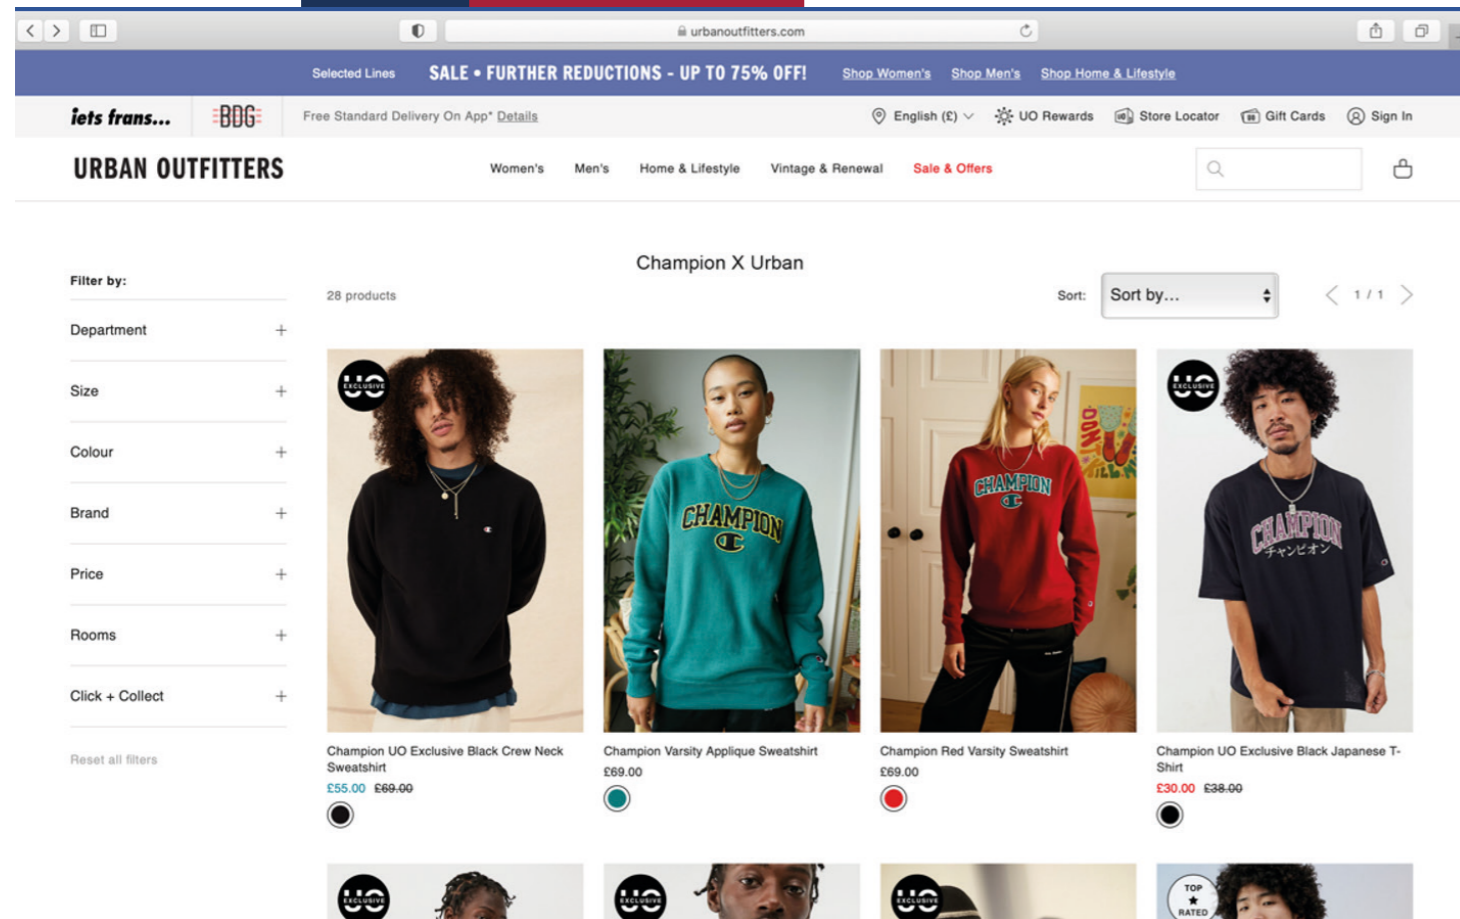 urbanoutfitters.com
Selected Lines SALE • FURTHER REDUCTIONS - UP TO 75% OFF! Shop Women's Shop Men's Shop Home & Lifestyle
iets frans... BDG Free Standard Delivery On App* Details English (£) UO Rewards Store Locator Gift Cards Sign In
URBAN OUTFITTERS Women's Men's Home & Lifestyle Vintage & Renewal Sale & Offers
Champion X Urban
Filter by:
28 products Sort: Sort by... 1 / 1
Department +
Size +
Colour +
Brand +
Price +
Rooms +
Click + Collect +
Reset all filters
UO EXCLUSIVE
CHAMPION
CHAMPION
UO EXCLUSIVE
CHAMPION
チャンピオン
DON
Champion UO Exclusive Black Crew Neck
Sweatshirt
£55.00 £69.00
Champion Varsity Applique Sweatshirt
£69.00
Champion Red Varsity Sweatshirt
£69.00
Champion UO Exclusive Black Japanese T-
Shirt
£30.00 £38.00
UO EXCLUSIVE
UO EXCLUSIVE
UO EXCLUSIVE
TOP
RATED